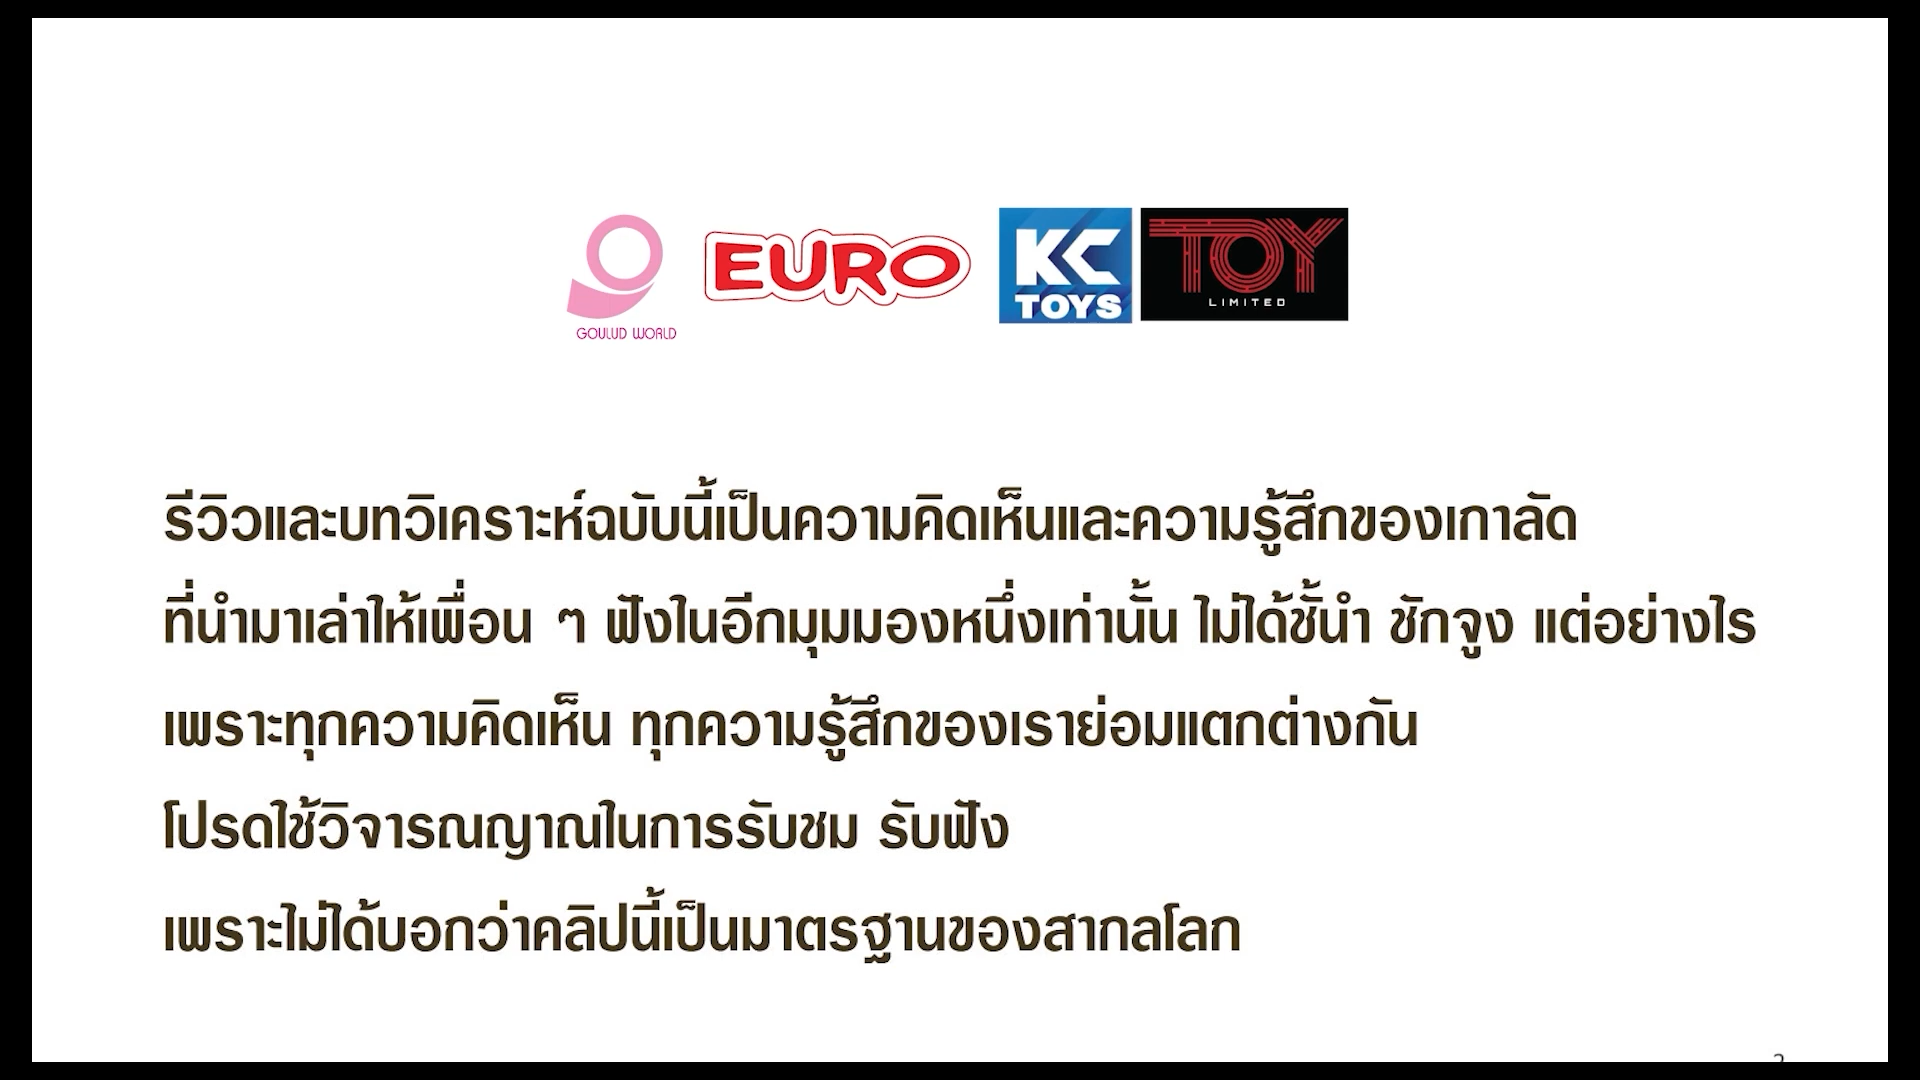 GOULUD WORLD
EURO
KC
TOYS
TOY
LIMITED
รีวิวและบทวิเคราะห์ฉบับนี้เป็นความคิดเห็นและความรู้สึกของเกาลัด
ที่นำมาเล่าให้เพื่อน ๆ ฟังในอีกมุมมองหนึ่งเท่านั้น ไม่ได้ชั้นำ ชักจูง แต่อย่างไร
เพราะทุกความคิดเห็น ทุกความรู้สึกของเราย่อมแตกต่างกัน
โปรดใช้วิจารณญาณในการรับชม รับฟัง
เพราะไม่ได้บอกว่าคลิปนี้เป็นมาตรฐานของสากลโลก